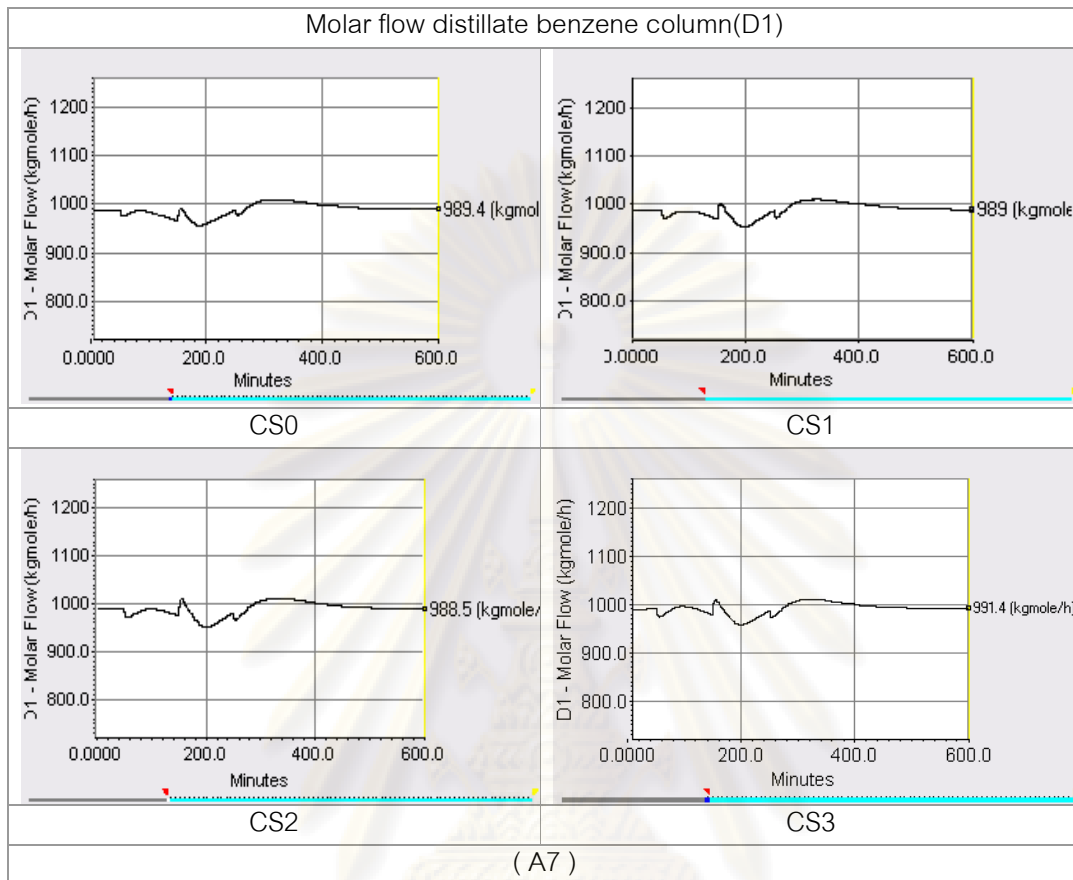 Molar flow distillate benzene column(D1)
D1 - Molar Flow (kgmole/h)
1200
1100
1000
900.0
800.0
989.4 (kgmol
0.0000 200.0 400.0 600.0
Minutes
CS0
D1 - Molar Flow (kgmole/h)
1200
1100
1000
900.0
800.0
989 (kgmole
0.0000 200.0 400.0 600.0
Minutes
CS1
D1 - Molar Flow (kgmole/h)
1200
1100
1000
900.0
800.0
988.5 (kgmole/
0.0000 200.0 400.0 600.0
Minutes
CS2
D1 - Molar Flow (kgmole/h)
1200
1100
1000
900.0
800.0
991.4 (kgmole/h)
0.0000 200.0 400.0 600.0
Minutes
CS3
( A7 )